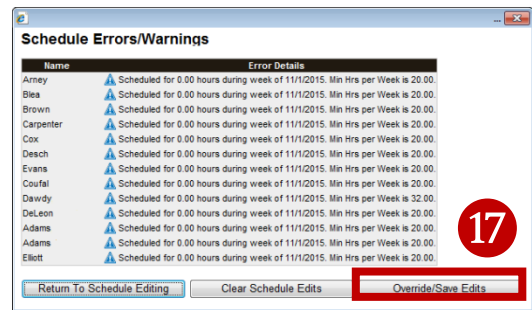 ...
Schedule Errors/Warnings
Name Error Details
Arney Scheduled for 0.00 hours during week of 11/1/2015. Min Hrs per Week is 20.00.
Blea Scheduled for 0.00 hours during week of 11/1/2015. Min Hrs per Week is 20.00.
Brown Scheduled for 0.00 hours during week of 11/1/2015. Min Hrs per Week is 20.00.
Carpenter Scheduled for 0.00 hours during week of 11/1/2015. Min Hrs per Week is 20.00.
Cox Scheduled for 0.00 hours during week of 11/1/2015. Min Hrs per Week is 20.00.
Desch Scheduled for 0.00 hours during week of 11/1/2015. Min Hrs per Week is 20.00.
Evans Scheduled for 0.00 hours during week of 11/1/2015. Min Hrs per Week is 20.00.
Coufal Scheduled for 0.00 hours during week of 11/1/2015. Min Hrs per Week is 20.00.
Dawdy Scheduled for 0.00 hours during week of 11/1/2015. Min Hrs per Week is 32.00.
DeLeon Scheduled for 0.00 hours during week of 11/1/2015. Min Hrs per Week is 20.00.
Adams Scheduled for 0.00 hours during week of 11/1/2015. Min Hrs per Week is 20.00.
Adams Scheduled for 0.00 hours during week of 11/1/2015. Min Hrs per Week is 20.00.
Elliott Scheduled for 0.00 hours during week of 11/1/2015. Min Hrs per Week is 20.00.
17
Return To Schedule Editing Clear Schedule Edits Override/Save Edits